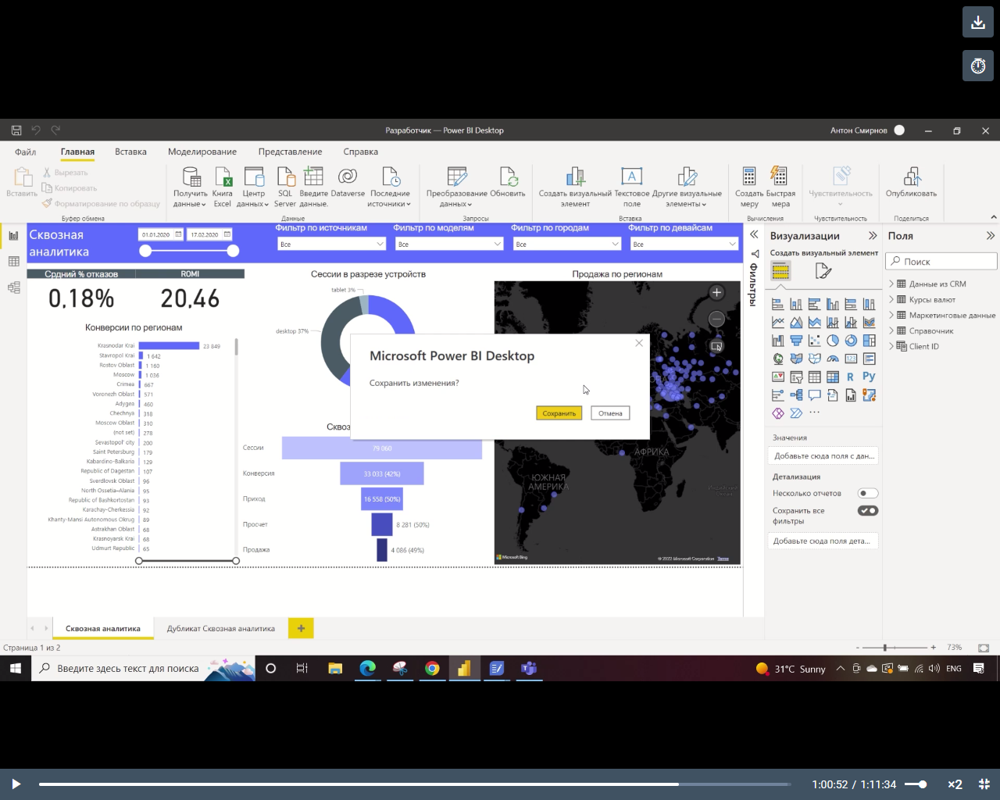 Разработчик — Power BI Desktop
Антон Смирнов
Файл
Главная
Вставка
Моделирование
Представление
Справка
Вставить
Вырезать
Копировать
Форматирование по образцу
Буфер обмена
Получить данные
Книга Excel
Центр данных
SQL Server
Введите данные.
Dataverse
Последние источники
Данные
Преобразование данных
Обновить
Запросы
Создать визуальный элемент
Текстовое поле
Другие визуальные элементы
Вставка
Создать меру
Быстрая мера
Вычисления
Чувствительность
Чувствительность
Опубликовать
Поделиться
Сквозная аналитика
01.01.2020
17.02.2020
Фильтр по источникам
Все
Фильтр по моделям
Все
Фильтр по городам
Все
Фильтр по девайсам
Все
Срдний % отказов
0,18%
ROMI
20,46
Конверсии по регионам
Krasnodar Krai 23 849
Stavropol Krai 1 642
Rostov Oblast 1 160
Moscow 1 036
Crimea 667
Voronezh Oblast 571
Adygea 460
Chechnya 318
Moscow Oblast 310
(not set) 278
Sevastopol' city 200
Saint Petersburg 179
Kabardino-Balkaria 129
Republic of Dagestan 107
Sverdlovsk Oblast 96
North Ossetia–Alania 95
Republic of Bashkortostan 93
Karachay-Cherkessia 92
Khanty-Mansi Autonomous Okrug 89
Astrakhan Oblast 68
Krasnoyarsk Krai 68
Udmurt Republic 65
Сессии в разрезе устройств
tablet 3%
desktop 37%
Сквоз
Сессии 79 060
Конверсия 33 033 (42%)
Приход 16 558 (50%)
Просчет 8 281 (50%)
Продажа 4 086 (49%)
Продажа по регионам
АФРИКА
ЮЖНАЯ
АМЕРИКА
Microsoft Bing
© 2022 Microsoft Corporation Terms
Microsoft Power BI Desktop
Сохранить изменения?
Сохранить
Отмена
Фильтры
Визуализации
Создать визуальный элемент
R
Py
Значения
Добавьте сюда поля с дан...
Детализация
Несколько отчетов
Сохранить все фильтры
Добавьте сюда поля дета...
Поля
Поиск
Данные из CRM
Курсы валют
Маркетинговые данные
Справочник
Client ID
Сквозная аналитика
Дубликат Сквозная аналитика
Страница 1 из 2
73%
Введите здесь текст для поиска
31°C Sunny
ENG
1:00:52 / 1:11:34
×2